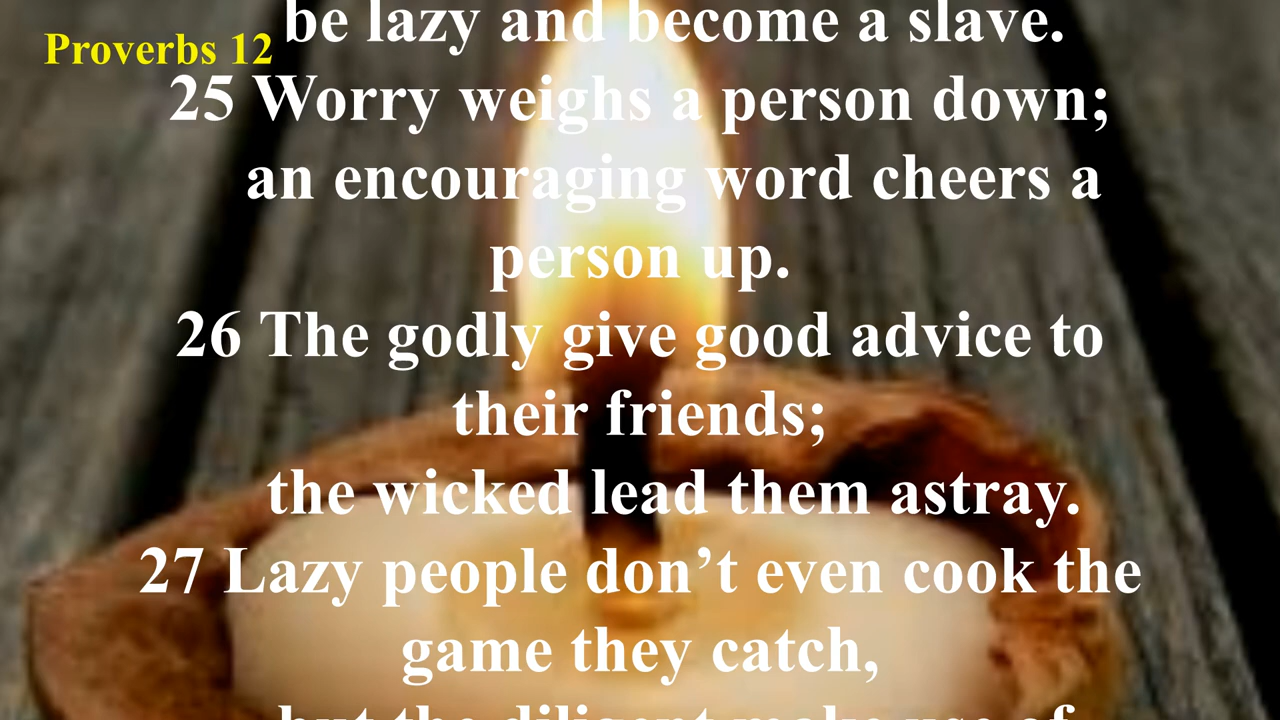 be lazy and become a slave.
Proverbs 12
25 Worry weighs a person down;
an encouraging word cheers a
person up.
26 The godly give good advice to
their friends;
the wicked lead them astray.
27 Lazy people don’t even cook the
game they catch,
but the diligent make use of